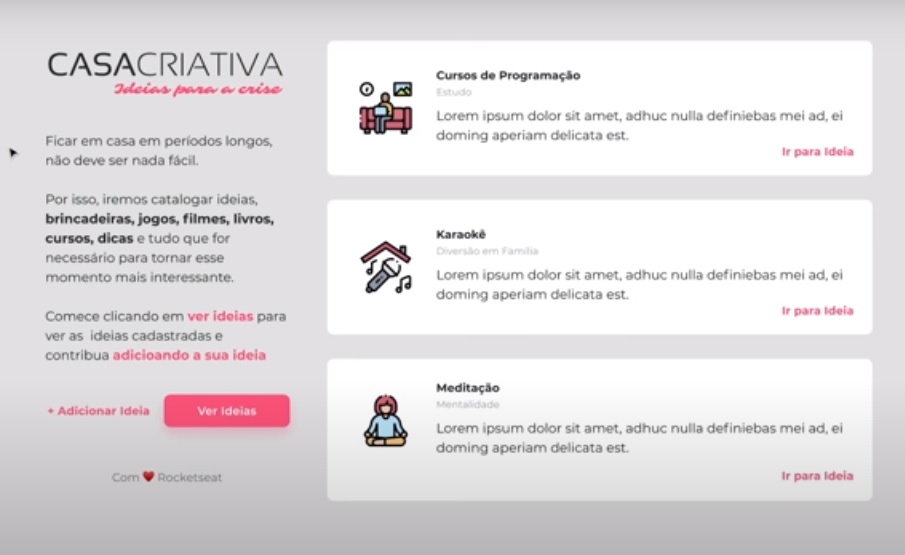 CASACRIATIVA
Ideias para a crise
Ficar em casa em períodos longos,
não deve ser nada fácil.
Por isso, iremos catalogar ideias,
brincadeiras, jogos, filmes, livros,
cursos, dicas e tudo que for
necessário para tornar esse
momento mais interessante.
Comece clicando em ver ideias para
ver as ideias cadastradas e
contribua adicioando a sua ideia
+ Adicionar Ideia
Ver Ideias
Com ❤ Rocketseat
Cursos de Programação
Estudo
Lorem ipsum dolor sit amet, adhuc nulla definiebas mei ad, ei
doming aperiam delicata est.
Ir para Ideia
Karaokê
Diversão em Familia
Lorem ipsum dolor sit amet, adhuc nulla definiebas mei ad, ei
doming aperiam delicata est.
Ir para Ideia
Meditação
Mentalidade
Lorem ipsum dolor sit amet, adhuc nulla definiebas mei ad, ei
doming aperiam delicata est.
Ir para Ideia